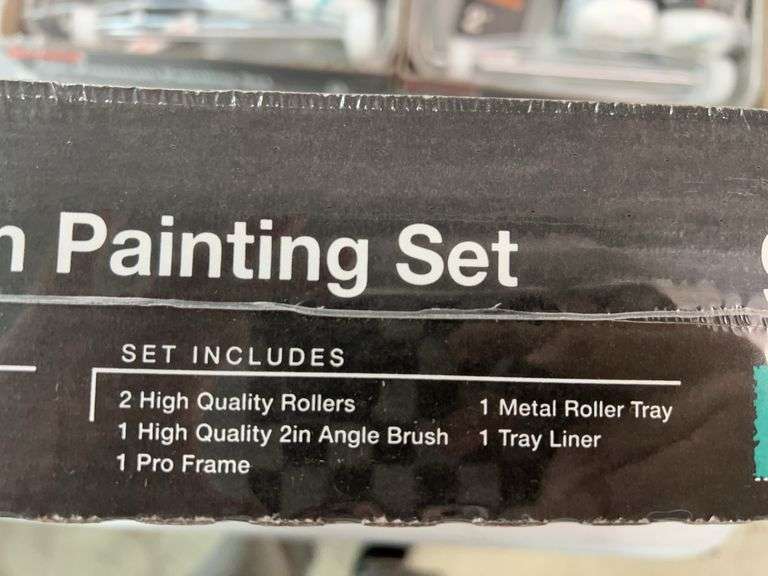 n Painting Set
SET INCLUDES
2 High Quality Rollers
1 High Quality 2in Angle Brush
1 Pro Frame
1 Metal Roller Tray
1 Tray Liner